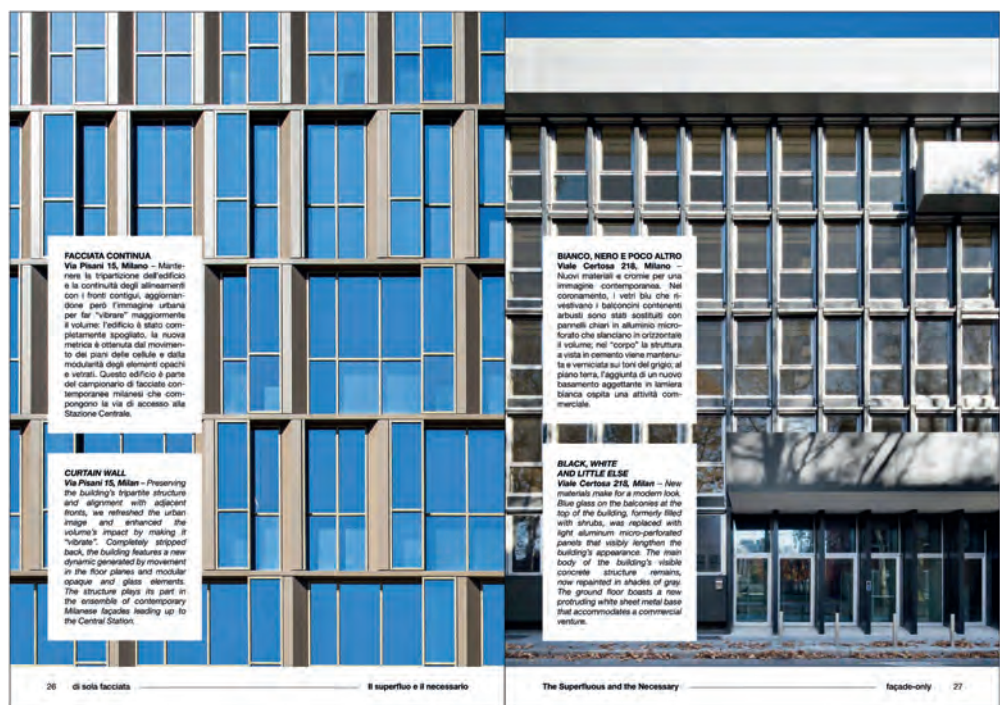 FACCIATA CONTINUA
Via Pisani 15, Milano – Mante-
nere la tripartizione dell'edificio
e la continuità degli allineamenti
con i fronti contigui, aggiornan-
done però l'immagine urbana
per far "vibrare" maggiormente
il volume: l'edificio è stato com-
pletamente spogliato, la nuova
metrica è ottenuta dal movimen-
to dei piani delle cellule e dalla
modularità degli elementi opachi
e vetrati. Questo edificio è parte
del campionario di facciate con-
temporanee milanesi che com-
pongono la via di accesso alla
Stazione Centrale.
CURTAIN WALL
Via Pisani 15, Milan – Preserving
the building's tripartite structure
and alignment with adjacent
fronts, we refreshed the urban
image and enhanced the
volume's impact by making it
"vibrate". Completely stripped
back, the building features a new
dynamic generated by movement
in the floor planes and modular
opaque and glass elements.
The structure plays its part in
the ensemble of contemporary
Milanese façades leading up to
the Central Station.
26 di sola facciata Il superfluo e il necessario
BIANCO, NERO E POCO ALTRO
Viale Certosa 218, Milano –
Nuovi materiali e cromie per una
immagine contemporanea. Nel
coronamento, i vetri blu che ri-
vestivano i balconcini contenenti
arbusti sono stati sostituiti con
pannelli chiari in alluminio micro-
forato che slanciano in orizzontale
il volume; nel "corpo" la struttura
a vista in cemento viene mantenu-
ta e verniciata sui toni del grigio; al
piano terra, l'aggiunta di un nuovo
basamento aggettante in lamiera
bianca ospita una attività com-
merciale.
BLACK, WHITE
AND LITTLE ELSE
Viale Certosa 218, Milan – New
materials make for a modern look.
Blue glass on the balconies at the
top of the building, formerly filled
with shrubs, was replaced with
light aluminum micro-perforated
panels that visibly lengthen the
building's appearance. The main
body of the building's visible
concrete structure remains,
now repainted in shades of gray.
The ground floor boasts a new
protruding white sheet metal base
that accommodates a commercial
venture.
The Superfluous and the Necessary façade-only 27